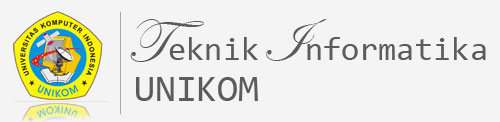 UNIVERSITAS KOMPUTER INDONESIA
UNIKOM
Teknik Informatika
UNIKOM